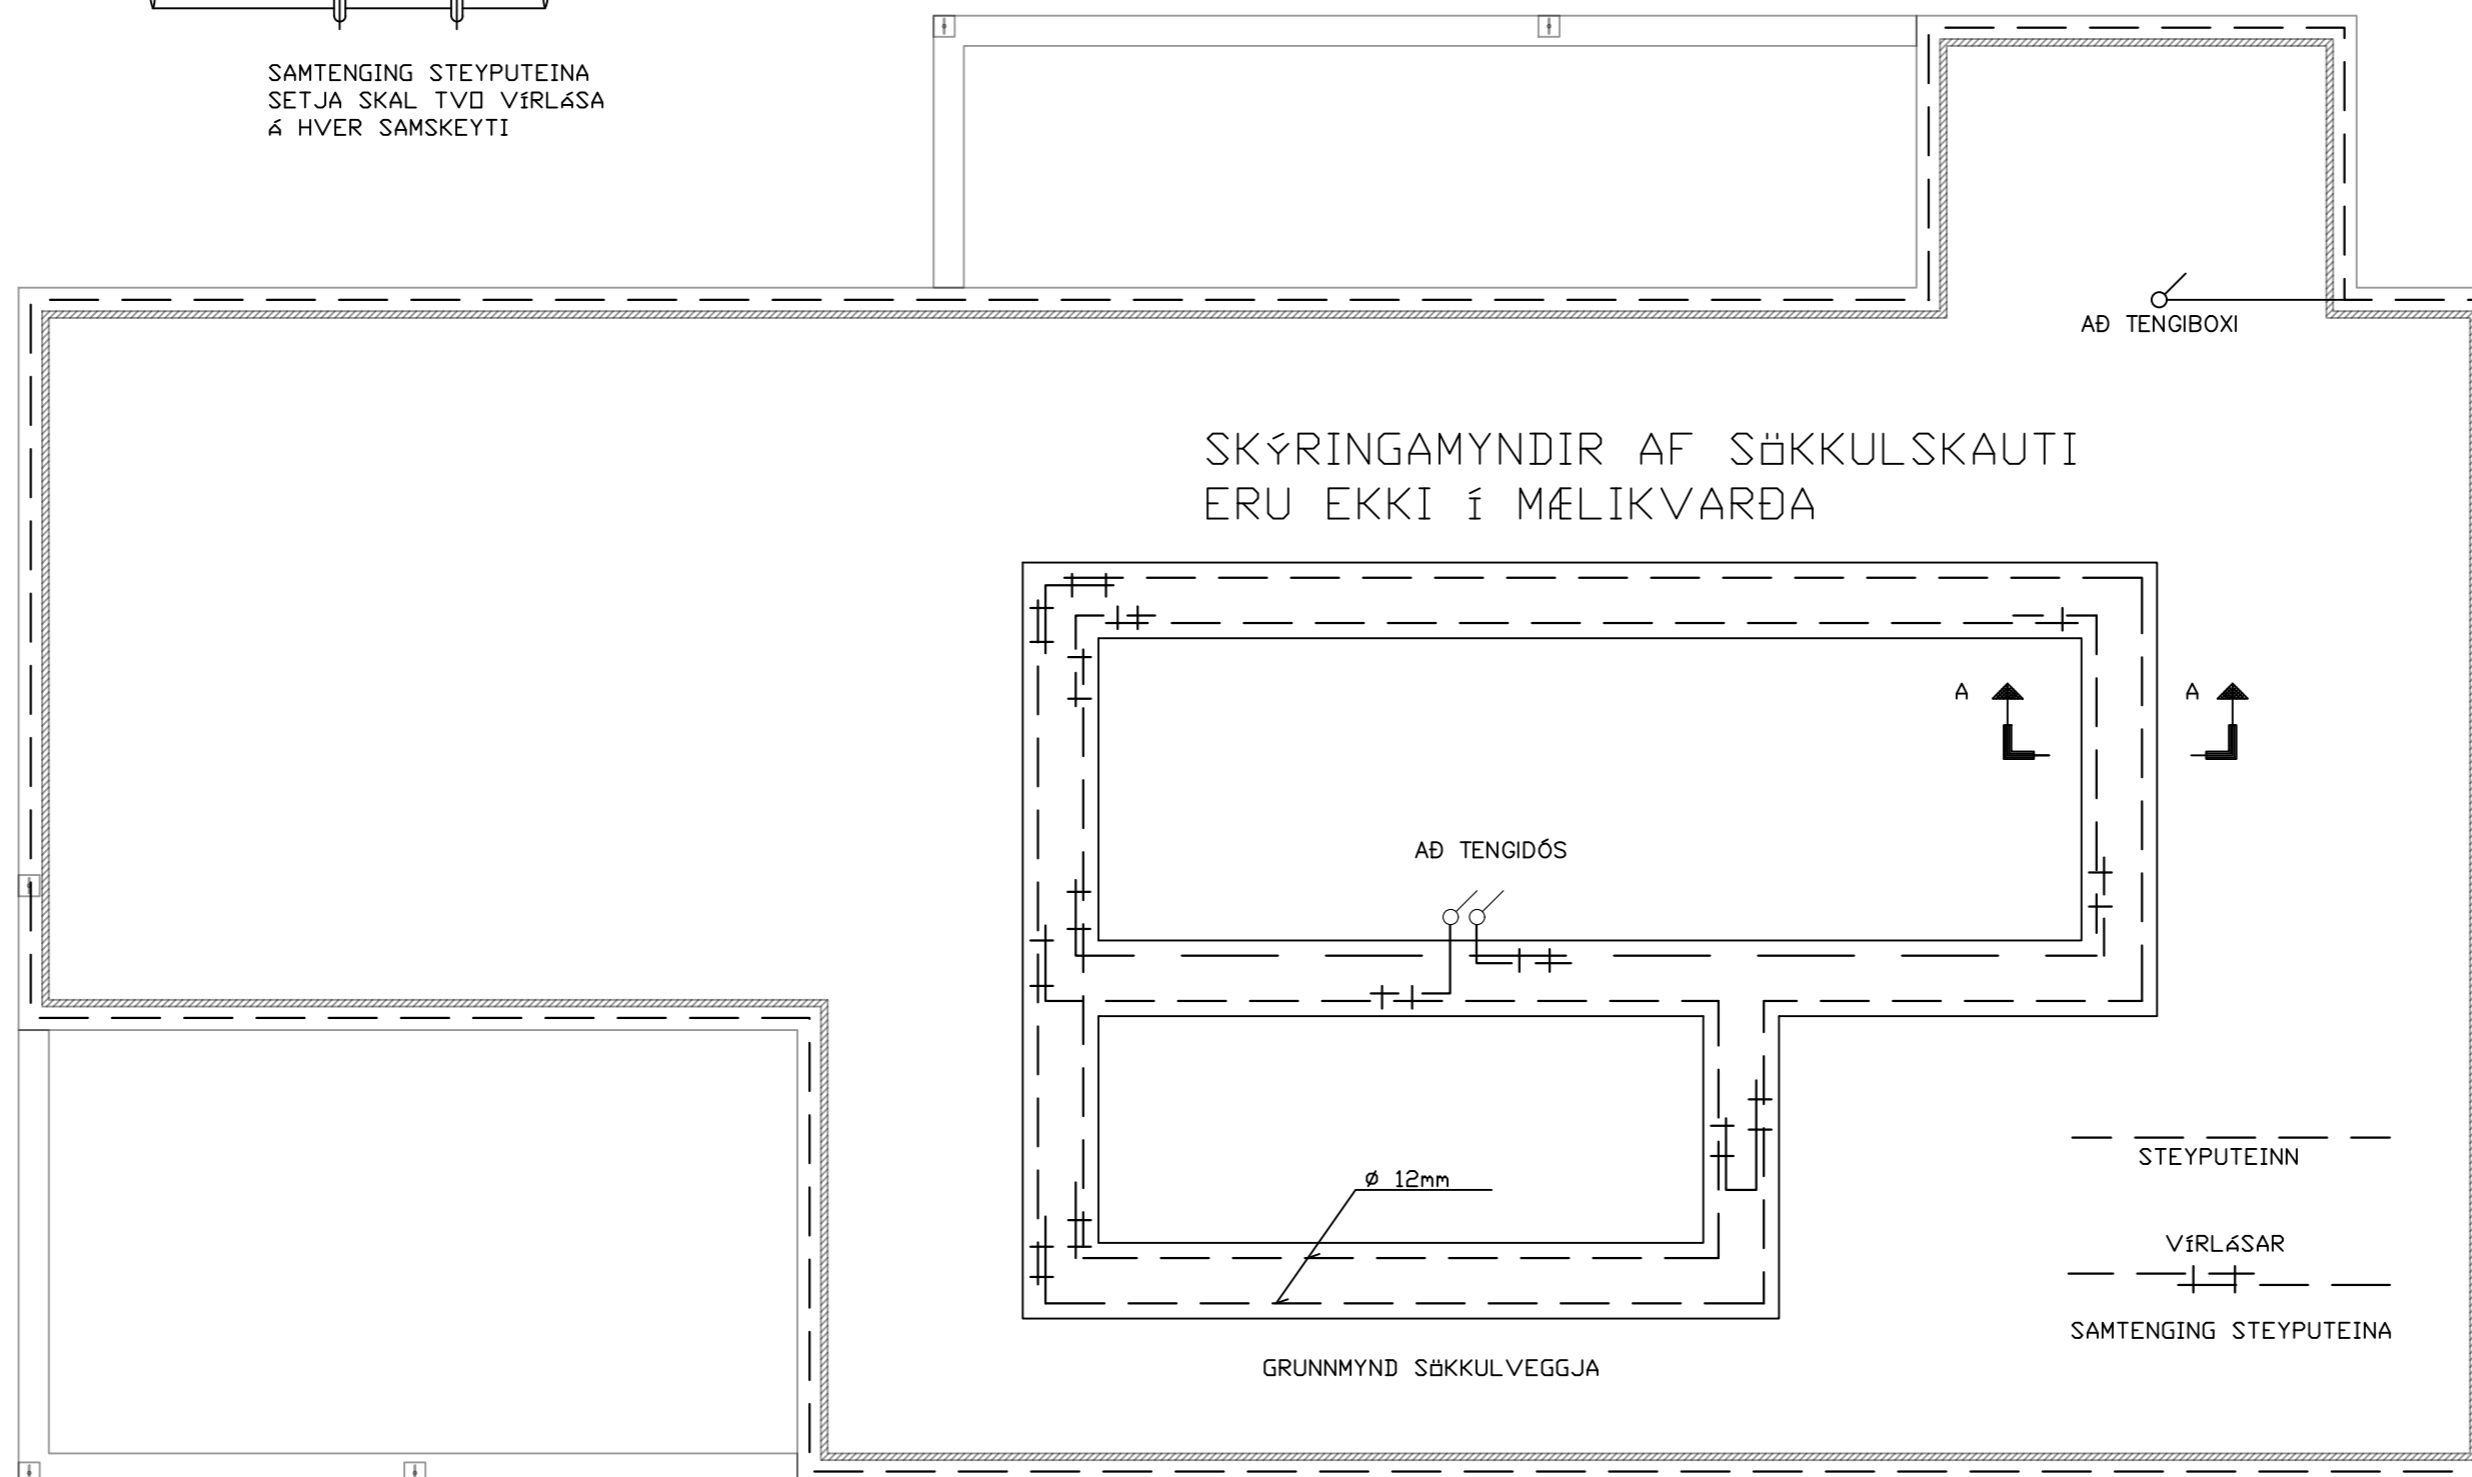 SAMTENGING STEYPUTEINA
SETJA SKAL TVO VÍRLÁSA
Á HVER SAMSKEYTI
AÐ TENGIBOXI
SKÝRINGAMYNDIR AF SÖKKULSKAUTI
ERU EKKI Í MÆLIKVARÐA
A
A
AÐ TENGIDÓS
STEYPUTEINN
Ø 12mm
VÍRLÁSAR
SAMTENGING STEYPUTEINA
GRUNNMYND SÖKKULVEGGJA